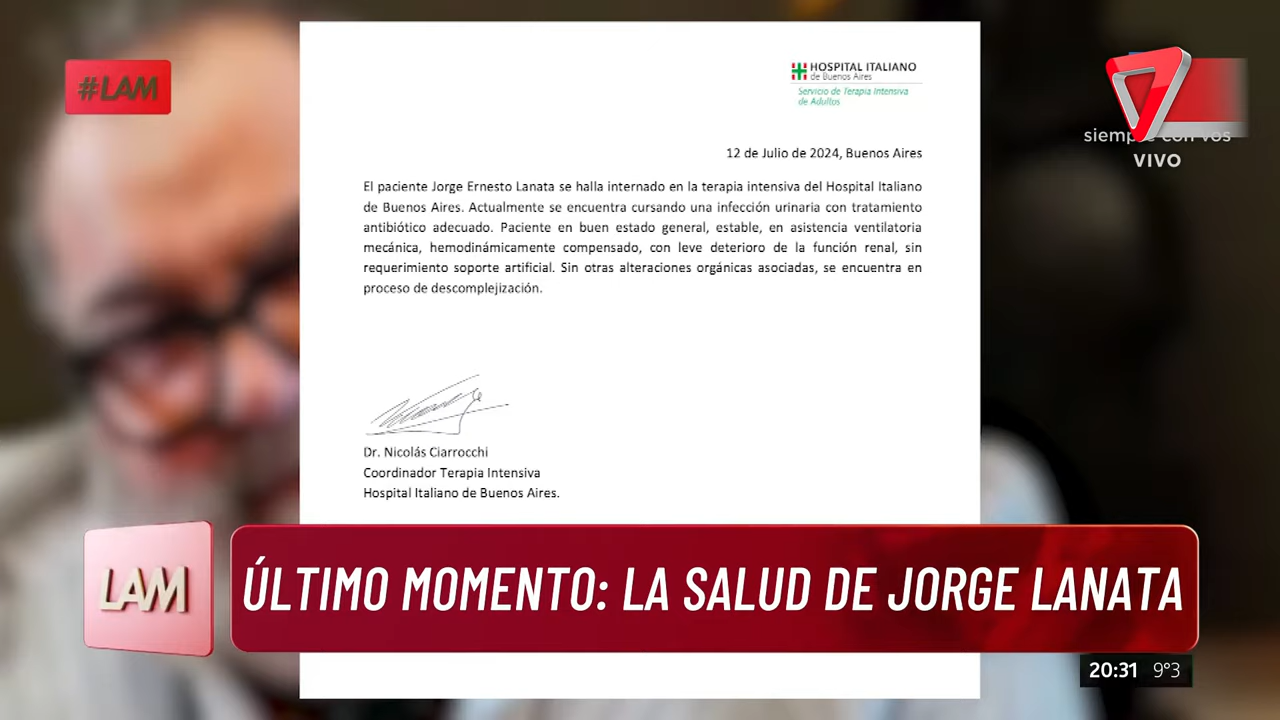 #LAM
HOSPITAL ITALIANO
de Buenos Aires
Servicio de Terapia Intensiva
de Adultos
siempre con vos
VIVO
12 de Julio de 2024, Buenos Aires
El paciente Jorge Ernesto Lanata se halla internado en la terapia intensiva del Hospital Italiano
de Buenos Aires. Actualmente se encuentra cursando una infección urinaria con tratamiento
antibiótico adecuado. Paciente en buen estado general, estable, en asistencia ventilatoria
mecánica, hemodinámicamente compensado, con leve deterioro de la función renal, sin
requerimiento soporte artificial. Sin otras alteraciones orgánicas asociadas, se encuentra en
proceso de descomplejización.
Dr. Nicolás Ciarrocchi
Coordinador Terapia Intensiva
Hospital Italiano de Buenos Aires.
LAM
ÚLTIMO MOMENTO: LA SALUD DE JORGE LANATA
20:31 9°3